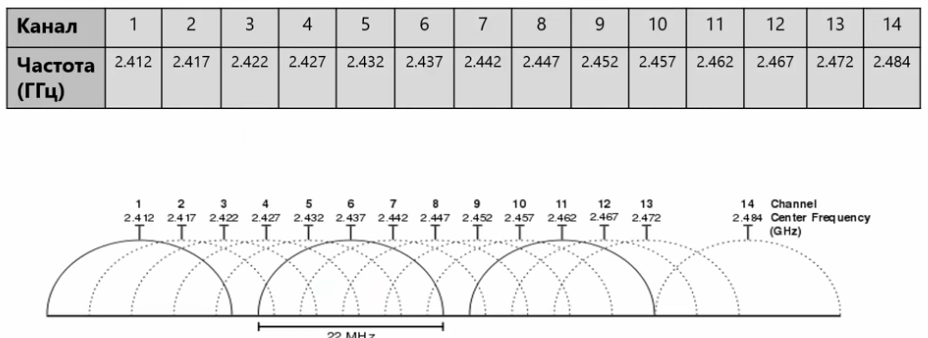 Канал 1 2 3 4 5 6 7 8 9 10 11 12 13 14
Частота (ГГц) 2.412 2.417 2.422 2.427 2.432 2.437 2.442 2.447 2.452 2.457 2.462 2.467 2.472 2.484
1 2 3 4 5 6 7 8 9 10 11 12 13 14 Channel
2.412 2.417 2.422 2.427 2.432 2.437 2.442 2.447 2.452 2.457 2.462 2.467 2.472 2.484 Center Frequency
(GHz)
22 MHz